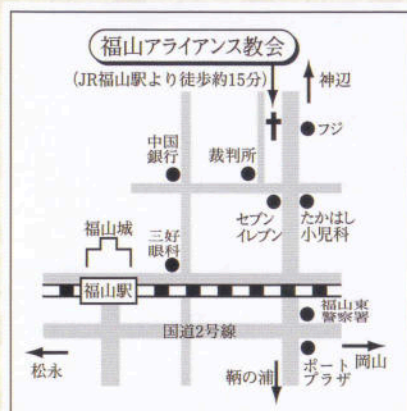 福山アライアンス教会
(JR福山駅より徒歩約15分)
神辺
フジ
中国
銀行
裁判所
セブン
イレブン
たかはし
小児科
福山城
三好
眼科
福山駅
福山東
警察署
国道2号線
松永
鞆の浦
ポート
プラザ
岡山